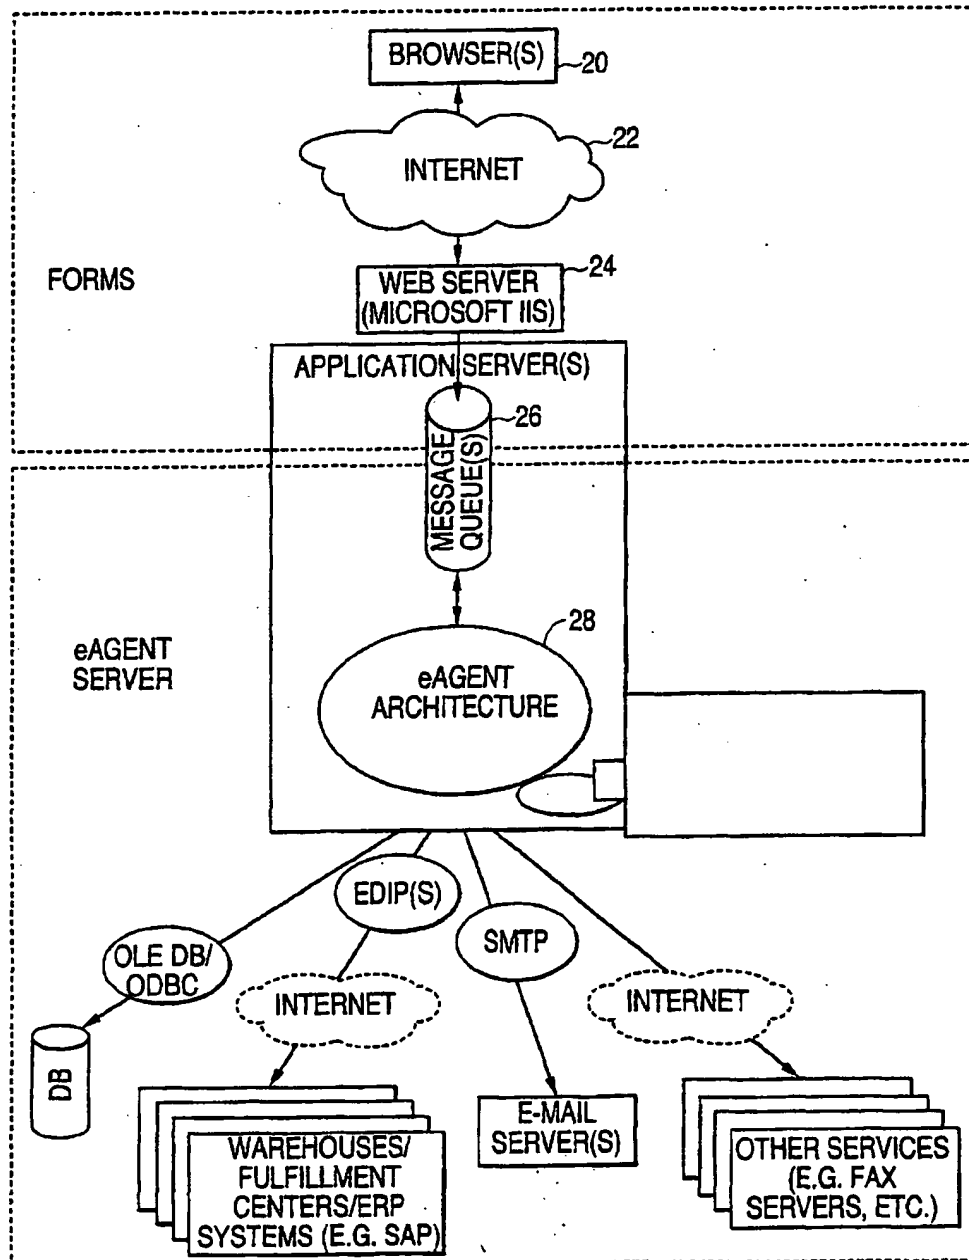 BROWSER(S)
20
INTERNET
22
FORMS
WEB SERVER
(MICROSOFT IIS)
24
APPLICATION SERVER(S)
MESSAGE
QUEUE(S)
26
eAGENT
SERVER
eAGENT
ARCHITECTURE
28
EDIP(S)
SMTP
OLE DB/
ODBC
INTERNET
INTERNET
DB
WAREHOUSES/
FULFILLMENT
CENTERS/ERP
SYSTEMS (E.G. SAP)
E-MAIL
SERVER(S)
OTHER SERVICES
(E.G. FAX
SERVERS, ETC.)